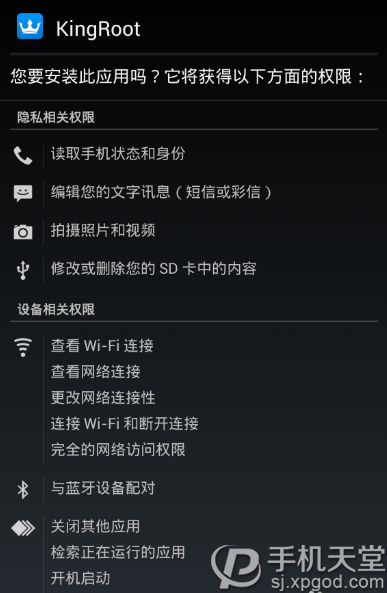 KingRoot
您要安装此应用吗？它将获得以下方面的权限：
隐私相关权限
读取手机状态和身份
编辑您的文字讯息（短信或彩信）
拍摄照片和视频
修改或删除您的 SD 卡中的内容
设备相关权限
查看 Wi-Fi 连接
查看网络连接
更改网络连接性
连接 Wi-Fi 和断开连接
完全的网络访问权限
与蓝牙设备配对
关闭其他应用
检索正在运行的应用
开机启动
手机天堂
sj.xpgod.com